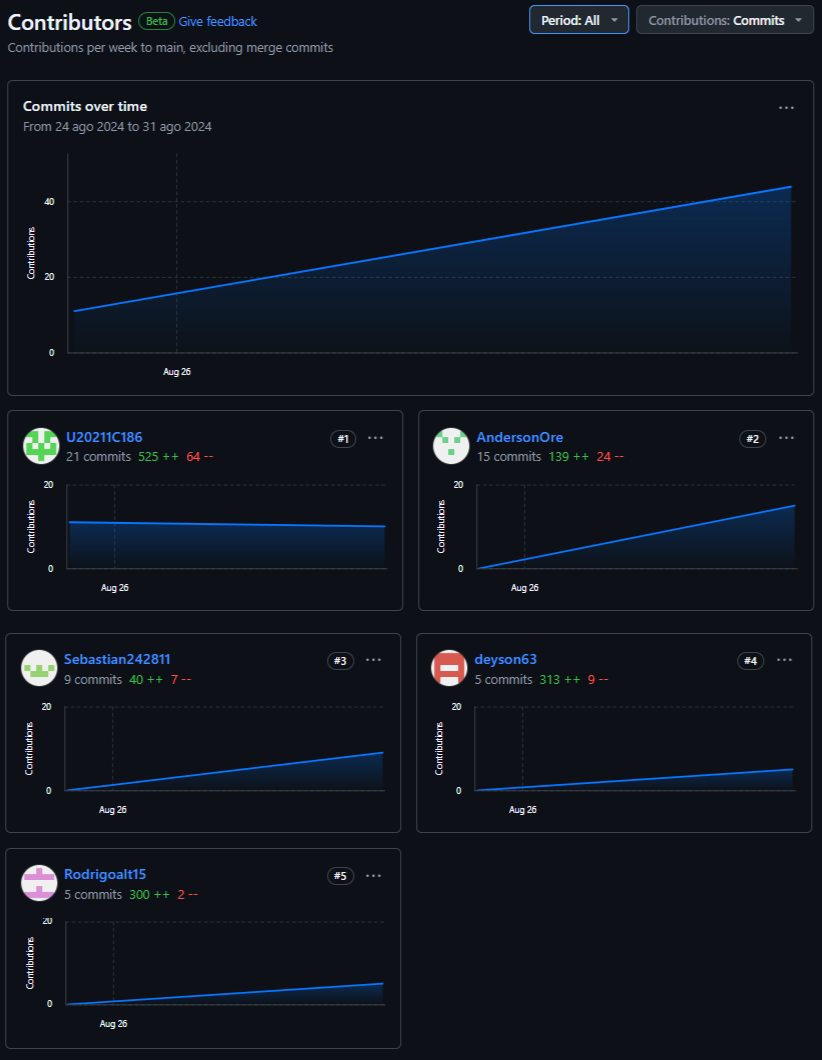 Contributors Beta Give feedback
Period: All
Contributions: Commits
Contributions per week to main, excluding merge commits
Commits over time
From 24 ago 2024 to 31 ago 2024
Contributions
40
20
0
Aug 26
U20211C186 #1
21 commits 525 ++ 64 --
Contributions
20
0
Aug 26
AndersonOre #2
15 commits 139 ++ 24 --
Contributions
20
0
Aug 26
Sebastian242811 #3
9 commits 40 ++ 7 --
Contributions
20
0
Aug 26
deyson63 #4
5 commits 313 ++ 9 --
Contributions
20
0
Aug 26
Rodrigoalt15 #5
5 commits 300 ++ 2 --
Contributions
20
0
Aug 26